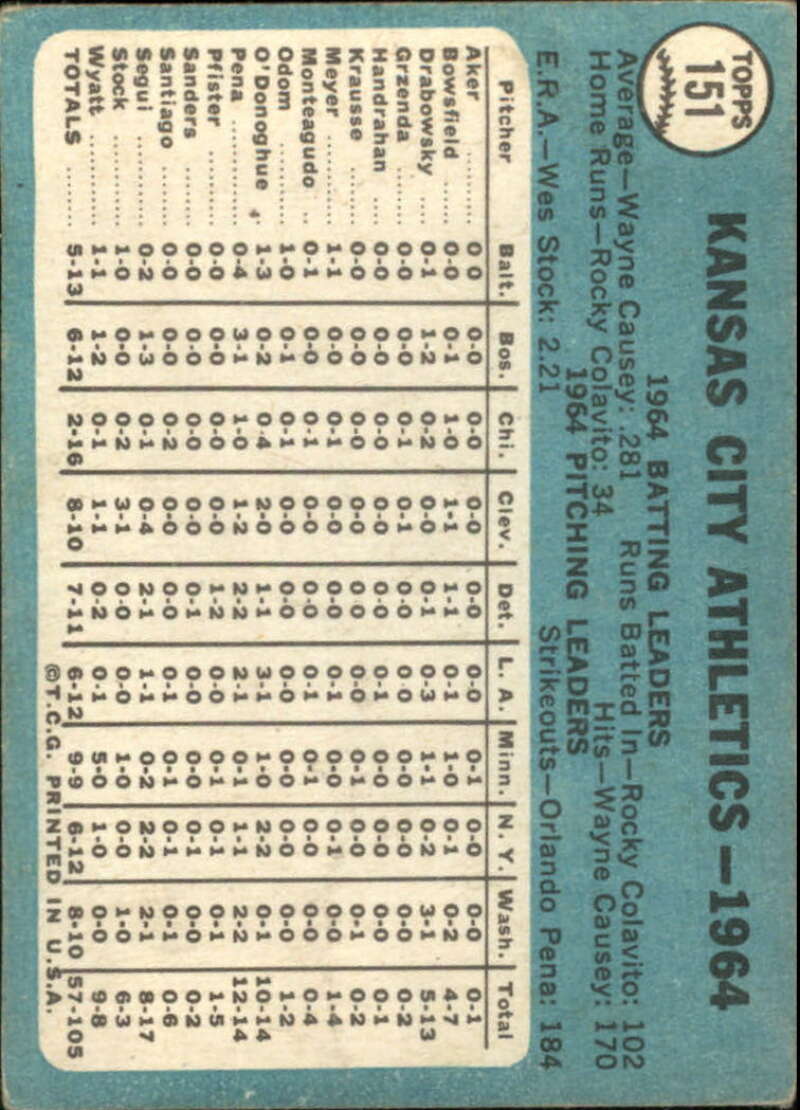 TOPPS
151
KANSAS CITY ATHLETICS—1964
1964 BATTING LEADERS
Average—Wayne Causey: .281 Runs Batted In—Rocky Colavito: 102
Home Runs—Rocky Colavito: 34 Hits—Wayne Causey: 170
1964 PITCHING LEADERS
E.R.A.—Wes Stock: 2.21 Strikeouts—Orlando Pena: 184
Pitcher Balt. Bos. Chi. Clev. Det. L. A. Minn. N. Y. Wash. Total
Aker .......... 0 0 0-0 0-0 0-0 0-0 0-0 0-1 0-0 0-0 0-1
Bowsfield ...... 0-0 0-1 1-0 1-1 1-1 0-1 1-0 0-1 0-2 4-7
Drabowsky .... 0-1 1-2 0-2 0-0 0-1 0-3 1-1 0-2 3-1 5-13
Grzenda ....... 0-0 0-0 0-1 0-1 0-0 0-0 0-0 0-0 0-0 0-2
Handrahan .... 0-0 0-0 0-0 0-0 0-0 0-1 0-0 0-0 0-0 0-1
Krausse ........ 0-0 0-0 0-0 0-0 0-0 0-0 0-1 0-0 0-1 0-2
Meyer .......... 1-1 0-0 0-1 0-0 0-0 0-1 0-0 0-1 0-0 1-4
Monteagudo .. 0-1 0-0 0-1 0-0 0-0 0-1 0-1 0-0 0-0 0-4
Odom .......... 1-0 0-1 0-1 0-0 0-0 0-0 0-0 0-0 0-0 1-2
O'Donoghue .. 1-3 0-2 0-4 2-0 1-1 3-1 1-0 2-2 0-1 10-14
Pena ........... 0-4 3-1 1-0 1-2 2-2 2-1 0-1 1-1 2-2 12-14
Pfister ......... 0-0 0-0 0-0 0-0 1-2 0-0 0-1 0-1 0-1 1-5
Sanders ........ 0-0 0-0 0-0 0-0 0-1 0-0 0-0 0-1 0-0 0-2
Santiago ....... 0-0 0-0 0-2 0-0 0-0 0-1 0-1 0-1 0-1 0-6
Segui .......... 0-2 1-3 0-1 0-4 2-1 1-1 0-2 2-2 2-1 8-17
Stock .......... 1-0 0-0 0-2 3-1 0-0 0-0 1-0 0-0 1-0 6-3
Wyatt .......... 1-1 1-2 0-1 1-1 0-2 0-1 5-0 1-0 0-0 9-8
TOTALS ....... 5-13 6-12 2-16 8-10 7-11 6-12 9-9 6-12 8-10 57-105
©T.C.G. PRINTED IN U.S.A.